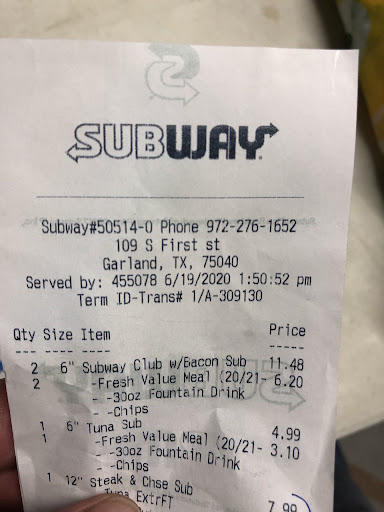 SUBWAY
Subway#50514-0 Phone 972-276-1652
109 S First st
Garland, TX, 75040
Served by: 455078 6/19/2020 1:50:52 pm
Term ID-Trans# 1/A-309130
Qty Size Item Price
--- ---- ---- -----
2 6" Subway Club w/Bacon Sub 11.48
2 -Fresh Value Meal (20/21- 6.20
-30oz Fountain Drink
-Chips
1 6" Tuna Sub 4.99
1 -Fresh Value Meal (20/21- 3.10
-30oz Fountain Drink
-Chips
1 12" Steak & Chse Sub 7.99
Tuna ExtrFT